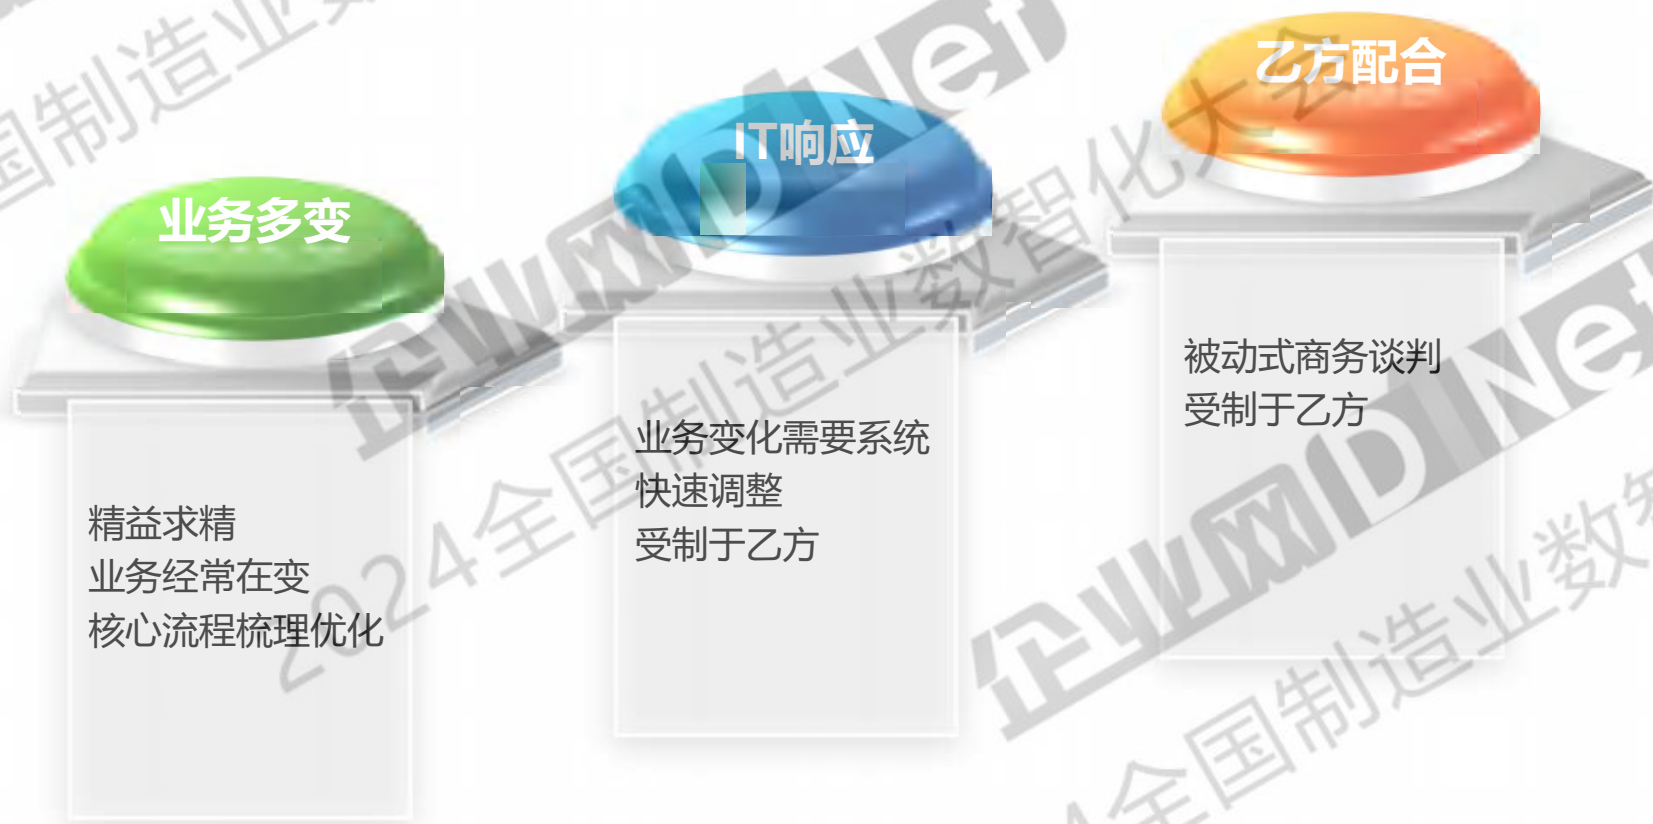 业务多变
精益求精
业务经常在变
核心流程梳理优化
IT响应
业务变化需要系统
快速调整
受制于乙方
乙方配合
被动式商务谈判
受制于乙方
企业网D1Net
2024全国制造业数智化大会
企业网D1Net
全国制造业数
国制造业数